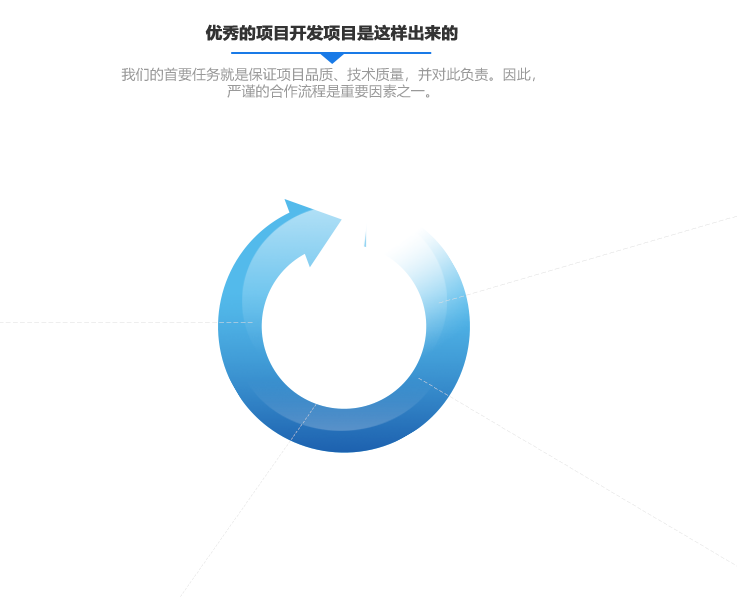 优秀的项目开发项目是这样出来的
我们的首要任务就是保证项目品质、技术质量，并对此负责。因此，
严谨的合作流程是重要因素之一。